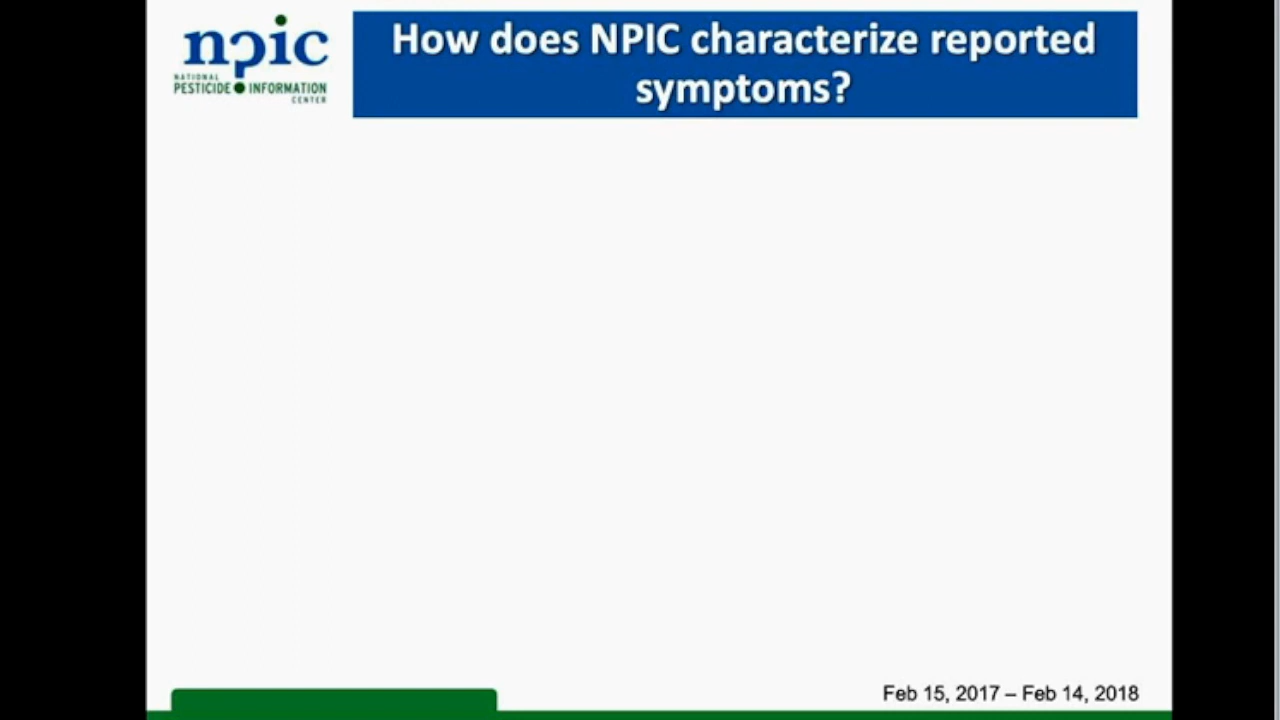 npic
NATIONAL
PESTICIDE INFORMATION
CENTER
How does NPIC characterize reported
symptoms?
Feb 15, 2017 – Feb 14, 2018